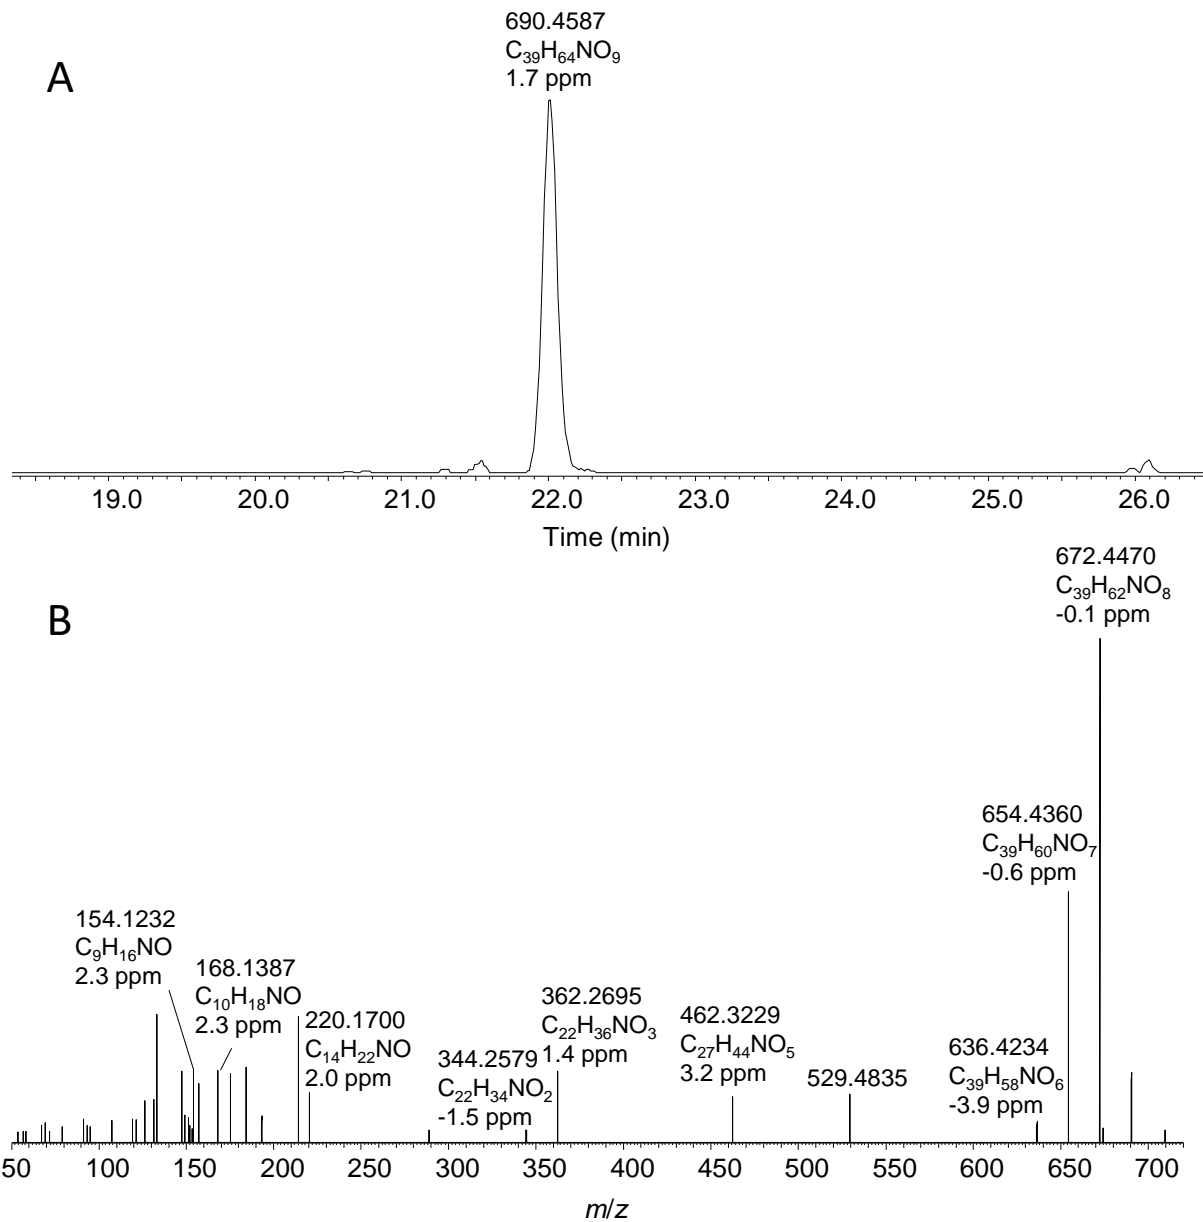 A
690.4587
C₃₉H₆₄NO₉
1.7 ppm
19.0 20.0 21.0 22.0 23.0 24.0 25.0 26.0
Time (min)
B
672.4470
C₃₉H₆₂NO₈
-0.1 ppm
654.4360
C₃₉H₆₀NO₇
-0.6 ppm
154.1232
C₉H₁₆NO
2.3 ppm
168.1387
C₁₀H₁₈NO
2.3 ppm
220.1700
C₁₄H₂₂NO
2.0 ppm
344.2579
C₂₂H₃₄NO₂
-1.5 ppm
362.2695
C₂₂H₃₆NO₃
1.4 ppm
462.3229
C₂₇H₄₄NO₅
3.2 ppm
529.4835
636.4234
C₃₉H₅₈NO₆
-3.9 ppm
50 100 150 200 250 300 350 400 450 500 550 600 650 700
m/z